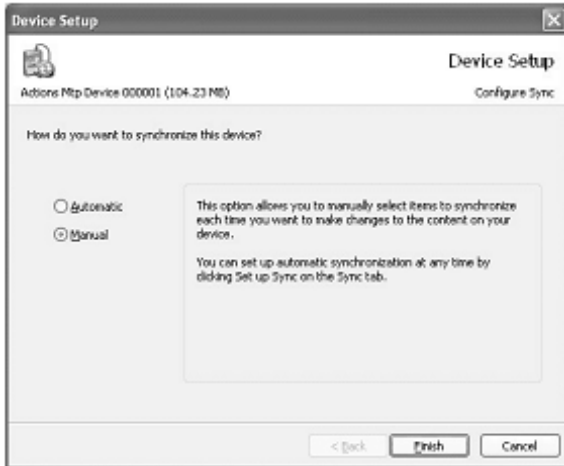 Device Setup
Device Setup
Actions Mtp Device 000001 (104.23 MB)
Configure Sync
How do you want to synchronize this device?
Automatic
Manual
This option allows you to manually select items to synchronize
each time you want to make changes to the content on your
device.
You can set up automatic synchronization at any time by
clicking Set up Sync on the Sync tab.
< Back
Finish
Cancel